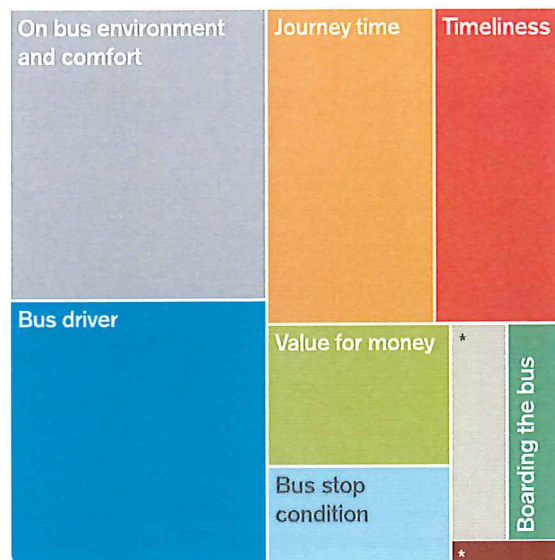 On bus environment
and comfort
Journey time
Timeliness
Bus driver
Value for money
*
Boarding the bus
Bus stop
condition
*